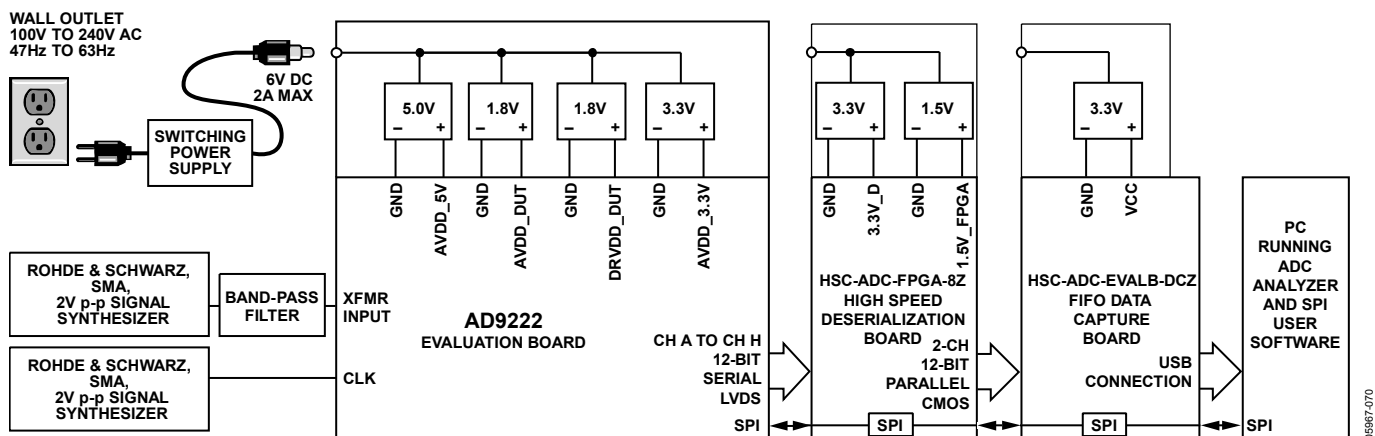 WALL OUTLET
100V TO 240V AC
47Hz TO 63Hz
6V DC
2A MAX
SWITCHING
POWER
SUPPLY
5.0V
– +
1.8V
– +
1.8V
– +
3.3V
– +
GND
AVDD_5V
GND
AVDD_DUT
GND
DRVDD_DUT
GND
AVDD_3.3V
3.3V
– +
1.5V
– +
GND
3.3V_D
GND
1.5V_FPGA
3.3V
– +
GND
VCC
ROHDE & SCHWARZ,
SMA,
2V p-p SIGNAL
SYNTHESIZER
BAND-PASS
FILTER
XFMR
INPUT
ROHDE & SCHWARZ,
SMA,
2V p-p SIGNAL
SYNTHESIZER
CLK
AD9222
EVALUATION BOARD
CH A TO CH H
12-BIT
SERIAL
LVDS
SPI
HSC-ADC-FPGA-8Z
HIGH SPEED
DESERIALIZATION
BOARD
2-CH
12-BIT
PARALLEL
CMOS
SPI
HSC-ADC-EVALB-DCZ
FIFO DATA
CAPTURE
BOARD
USB
CONNECTION
SPI
PC
RUNNING
ADC
ANALYZER
AND SPI
USER
SOFTWARE
SPI
05967-070